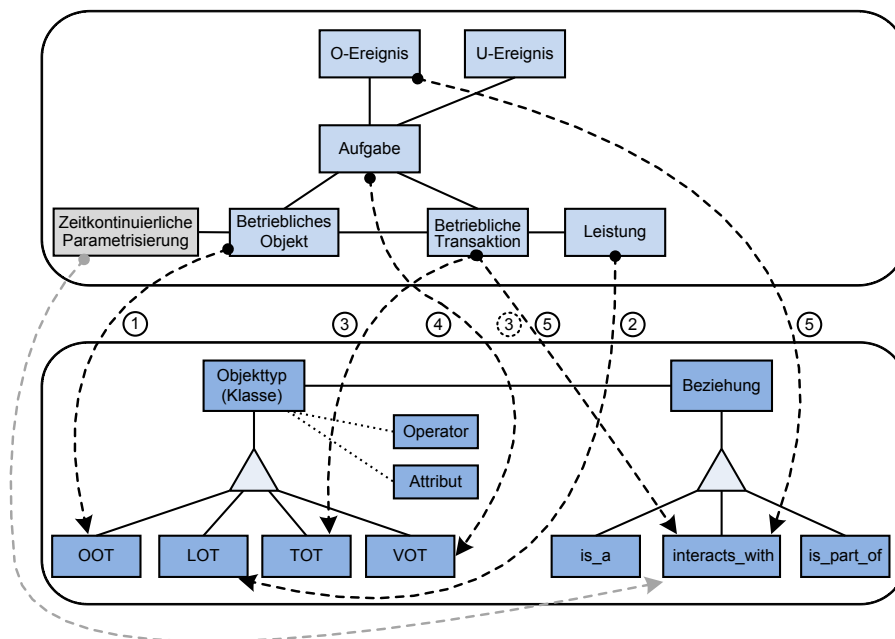 O-Ereignis
U-Ereignis
Aufgabe
Zeitkontinuierliche
Parametrisierung
Betriebliches
Objekt
Betriebliche
Transaktion
Leistung
1
3
4
3
5
2
5
Objekttyp
(Klasse)
Beziehung
Operator
Attribut
OOT
LOT
TOT
VOT
is_a
interacts_with
is_part_of